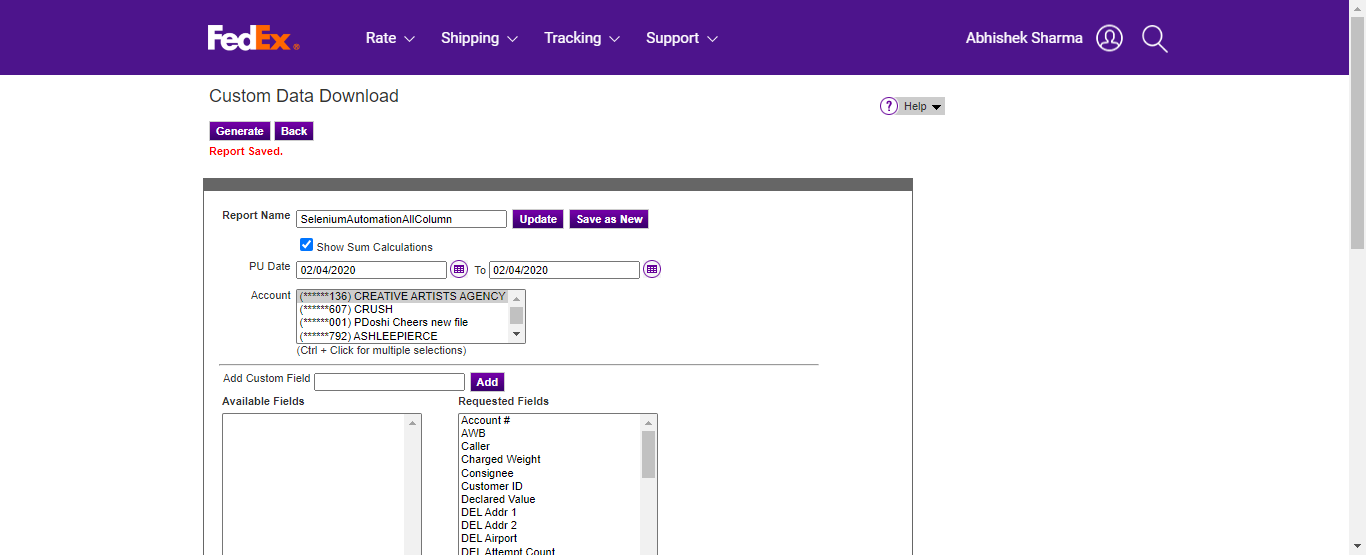 FedEx® Rate Shipping Tracking Support Abhishek Sharma
Custom Data Download
? Help
Generate Back
Report Saved.
Report Name SeleniumAutomationAllColumn Update Save as New
Show Sum Calculations
PU Date 02/04/2020 To 02/04/2020
Account (******136) CREATIVE ARTISTS AGENCY
(******607) CRUSH
(******001) PDoshi Cheers new file
(******792) ASHLEEPIERCE
(Ctrl + Click for multiple selections)
Add Custom Field Add
Available Fields Requested Fields
Account #
AWB
Caller
Charged Weight
Consignee
Customer ID
Declared Value
DEL Addr 1
DEL Addr 2
DEL Airport
DEL Attempt Count